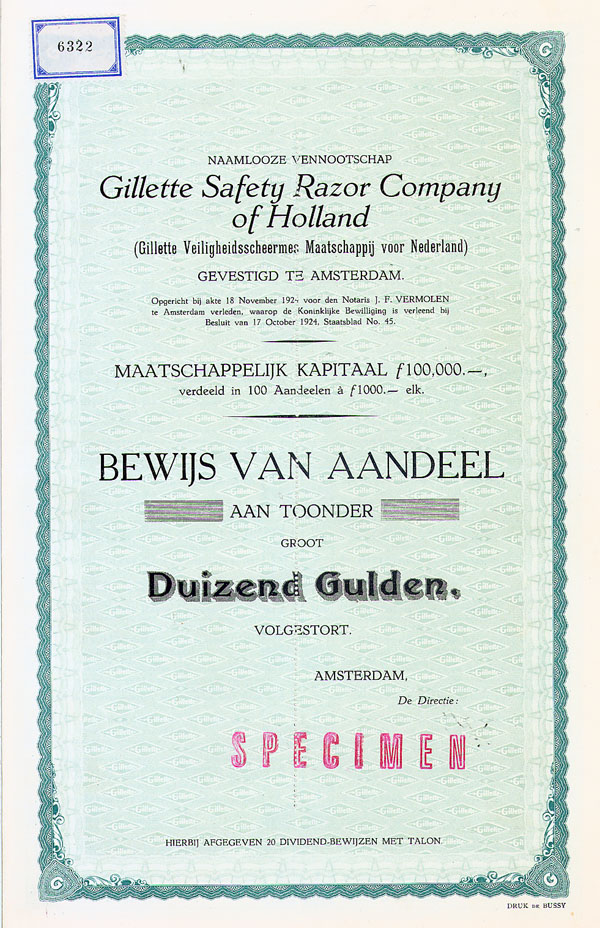 6322
NAAMLOOZE VENNOOTSCHAP
Gillette Safety Razor Company
of Holland
(Gillette Veiligheidsscheermes Maatschappij voor Nederland)
GEVESTIGD TE AMSTERDAM.
Opgericht bij akte 18 November 1924 voor den Notaris J. F. VERMOLEN
te Amsterdam verleden, waarop de Koninklijke Bewilliging is verleend bij
Besluit van 17 October 1924, Staatsblad No. 45.
MAATSCHAPPELIJK KAPITAAL ƒ100,000.—,
verdeeld in 100 Aandeelen à ƒ1000.— elk.
BEWIJS VAN AANDEEL
AAN TOONDER
GROOT
Duizend Gulden.
VOLGESTORT.
AMSTERDAM,
De Directie:
SPECIMEN
HIERBIJ AFGEGEVEN 20 DIVIDEND-BEWIJZEN MET TALON.
DRUK DE BUSSY